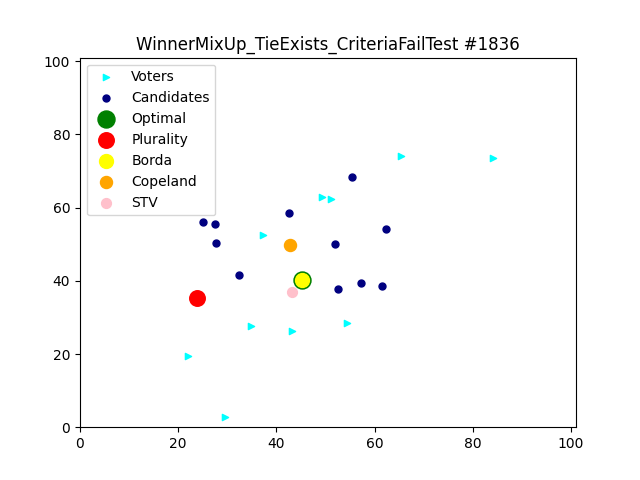 WinnerMixUp_TieExists_CriteriaFailTest #1836
Voters
Candidates
Optimal
Plurality
Borda
Copeland
STV
100
80
60
40
20
0
0 20 40 60 80 100